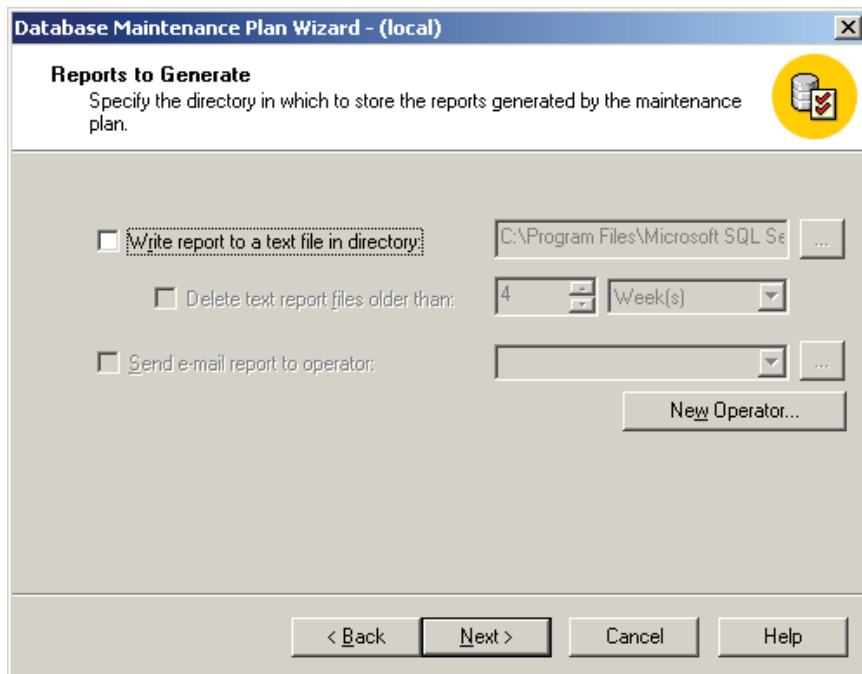 Database Maintenance Plan Wizard - (local)
Reports to Generate
Specify the directory in which to store the reports generated by the maintenance
plan.
Write report to a text file in directory: C:\Program Files\Microsoft SQL Se ...
Delete text report files older than: 4 Week(s)
Send e-mail report to operator: ...
New Operator...
< Back Next > Cancel Help